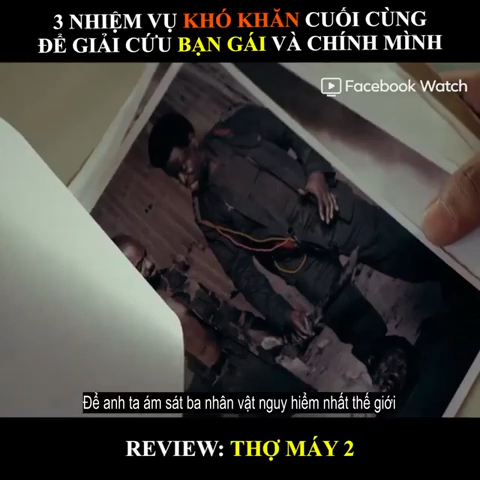 3 NHIỆM VỤ KHÓ KHĂN CUỐI CÙNG
ĐỂ GIẢI CỨU BẠN GÁI VÀ CHÍNH MÌNH
Facebook Watch
Để anh ta ám sát ba nhân vật nguy hiểm nhất thế giới
REVIEW: THỢ MÁY 2